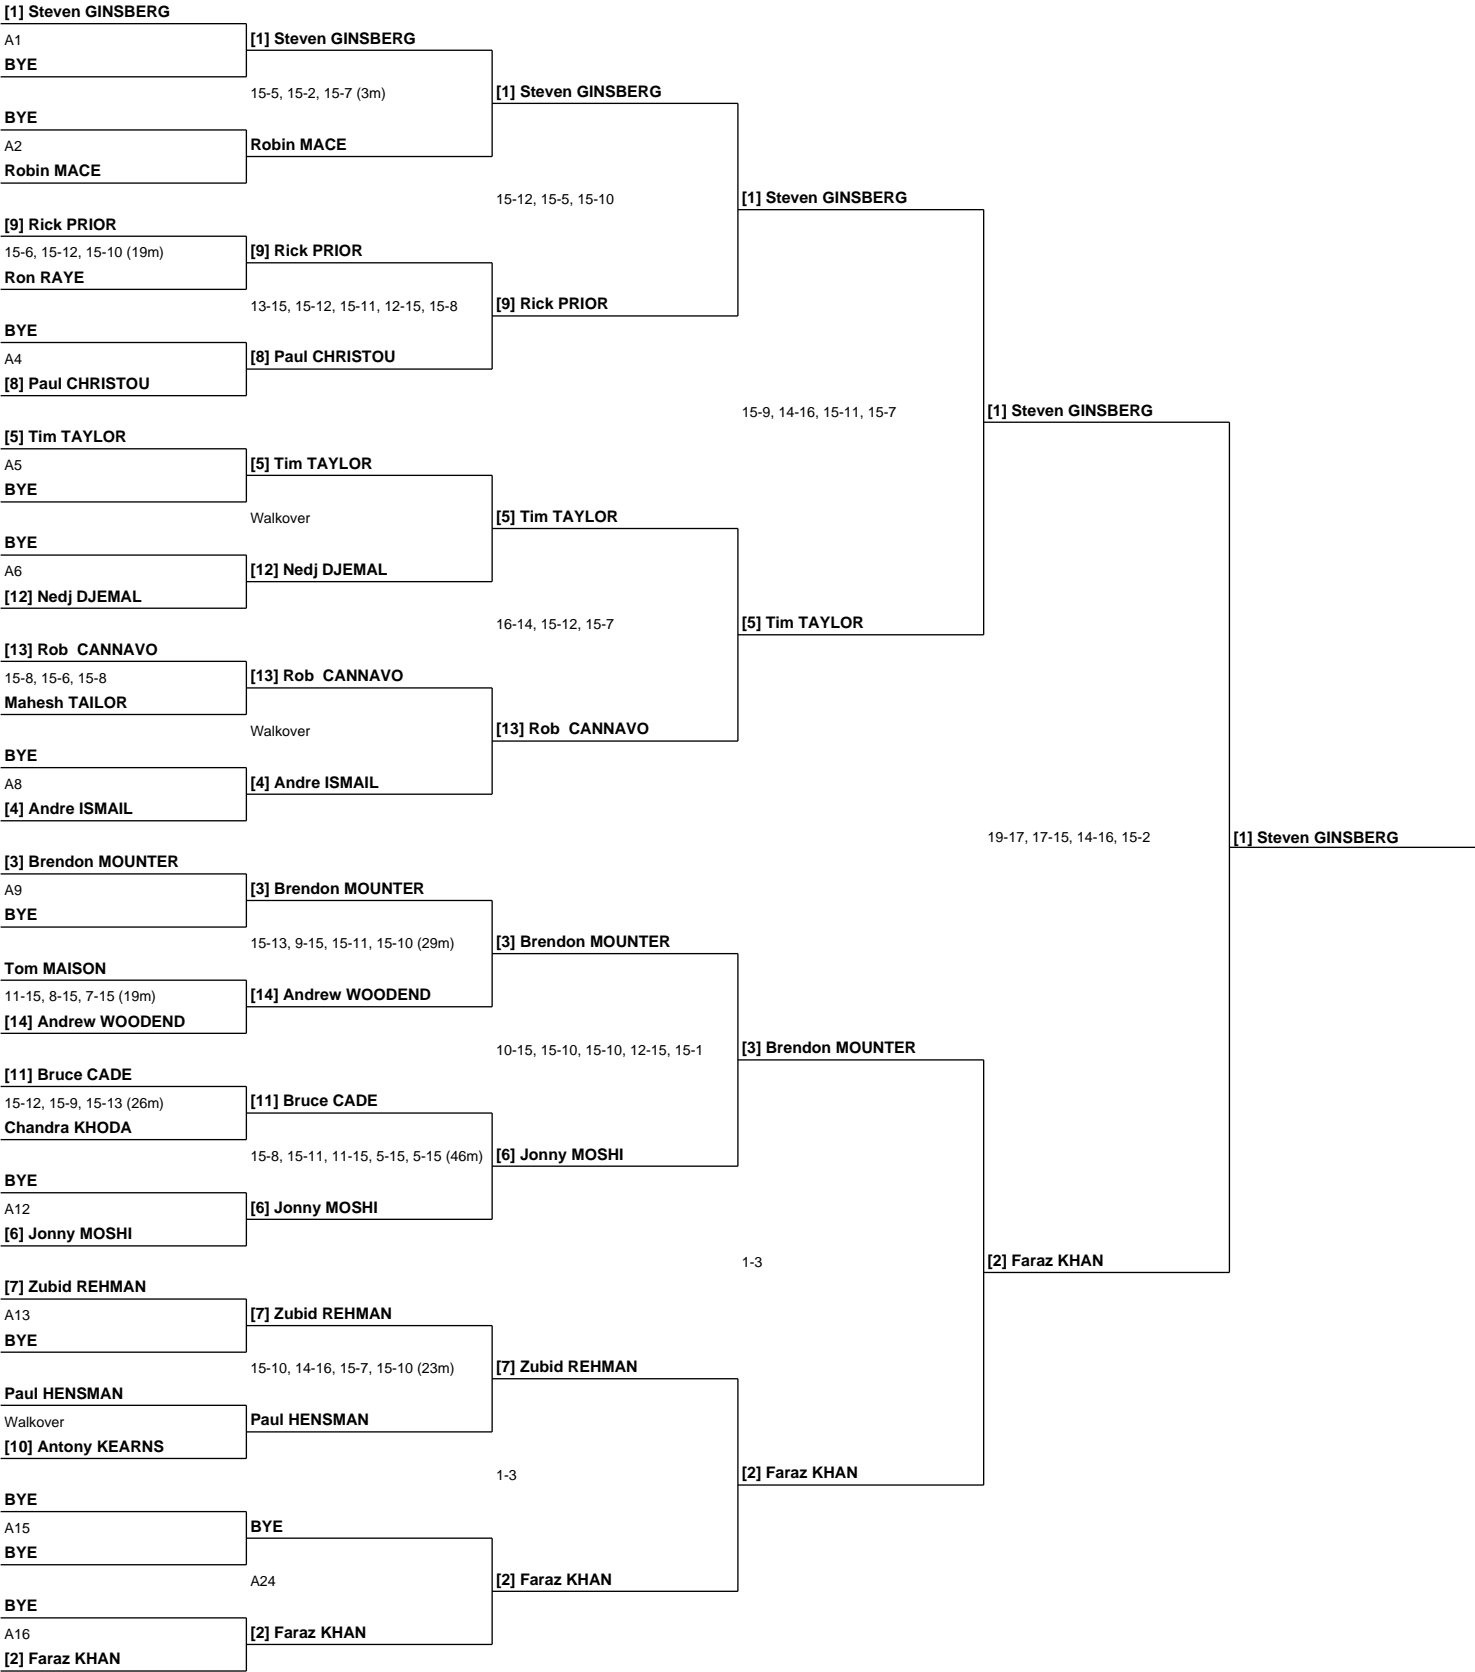 [1] Steven GINSBERG
A1
BYE
BYE
A2
Robin MACE
[9] Rick PRIOR
15-6, 15-12, 15-10 (19m)
Ron RAYE
BYE
A4
[8] Paul CHRISTOU
[5] Tim TAYLOR
A5
BYE
BYE
A6
[12] Nedj DJEMAL
[13] Rob  CANNAVO
15-8, 15-6, 15-8
Mahesh TAILOR
BYE
A8
[4] Andre ISMAIL
[3] Brendon MOUNTER
A9
BYE
Tom MAISON
11-15, 8-15, 7-15 (19m)
[14] Andrew WOODEND
[11] Bruce CADE
15-12, 15-9, 15-13 (26m)
Chandra KHODA
BYE
A12
[6] Jonny MOSHI
[7] Zubid REHMAN
A13
BYE
Paul HENSMAN
Walkover
[10] Antony KEARNS
BYE
A15
BYE
BYE
A16
[2] Faraz KHAN
[1] Steven GINSBERG
15-5, 15-2, 15-7 (3m)
Robin MACE
[9] Rick PRIOR
13-15, 15-12, 15-11, 12-15, 15-8
[8] Paul CHRISTOU
[5] Tim TAYLOR
Walkover
[12] Nedj DJEMAL
[13] Rob  CANNAVO
Walkover
[4] Andre ISMAIL
[3] Brendon MOUNTER
15-13, 9-15, 15-11, 15-10 (29m)
[14] Andrew WOODEND
[11] Bruce CADE
15-8, 15-11, 11-15, 5-15, 5-15 (46m)
[6] Jonny MOSHI
[7] Zubid REHMAN
15-10, 14-16, 15-7, 15-10 (23m)
Paul HENSMAN
BYE
A24
[2] Faraz KHAN
[1] Steven GINSBERG
15-12, 15-5, 15-10
[9] Rick PRIOR
[5] Tim TAYLOR
16-14, 15-12, 15-7
[13] Rob  CANNAVO
[3] Brendon MOUNTER
10-15, 15-10, 15-10, 12-15, 15-1
[6] Jonny MOSHI
[7] Zubid REHMAN
1-3
[2] Faraz KHAN
[1] Steven GINSBERG
15-9, 14-16, 15-11, 15-7
[5] Tim TAYLOR
[3] Brendon MOUNTER
1-3
[2] Faraz KHAN
[1] Steven GINSBERG
19-17, 17-15, 14-16, 15-2
[2] Faraz KHAN
[1] Steven GINSBERG